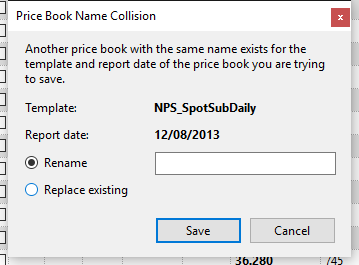 Price Book Name Collision
x
Another price book with the same name exists for the
template and report date of the price book you are trying
to save.
Template: NPS_SpotSubDaily
Report date: 12/08/2013
Rename
Replace existing
Save Cancel
36.280 /45